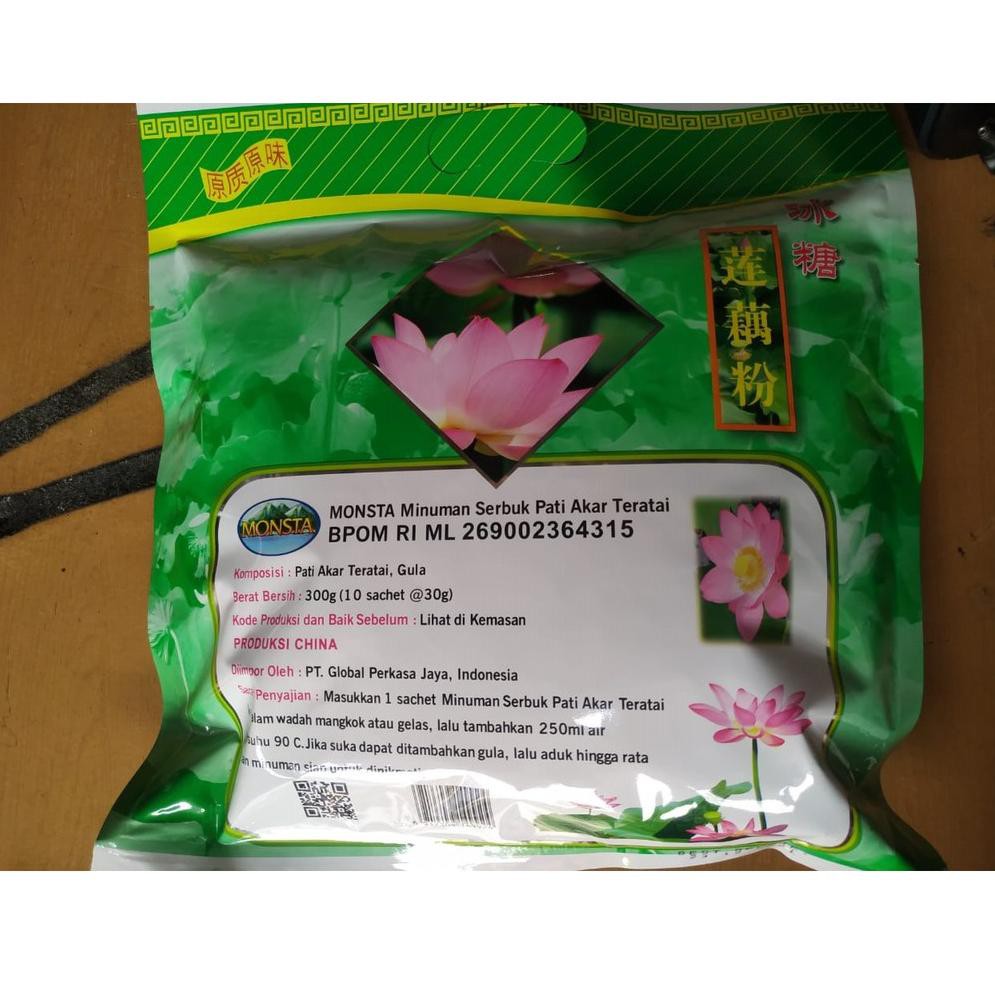 原质原味
冰糖
莲藕粉
MONSTA
MONSTA Minuman Serbuk Pati Akar Teratai
BPOM RI ML 269002364315
Komposisi : Pati Akar Teratai, Gula
Berat Bersih : 300g (10 sachet @30g)
Kode Produksi dan Baik Sebelum : Lihat di Kemasan
PRODUKSI CHINA
Diimpor Oleh : PT. Global Perkasa Jaya, Indonesia
Penyajian : Masukkan 1 sachet Minuman Serbuk Pati Akar Teratai
wadah mangkok atau gelas, lalu tambahkan 250ml air
suhu 90 C.Jika suka dapat ditambahkan gula, lalu aduk hingga rata
minuman siap untuk dinikmati